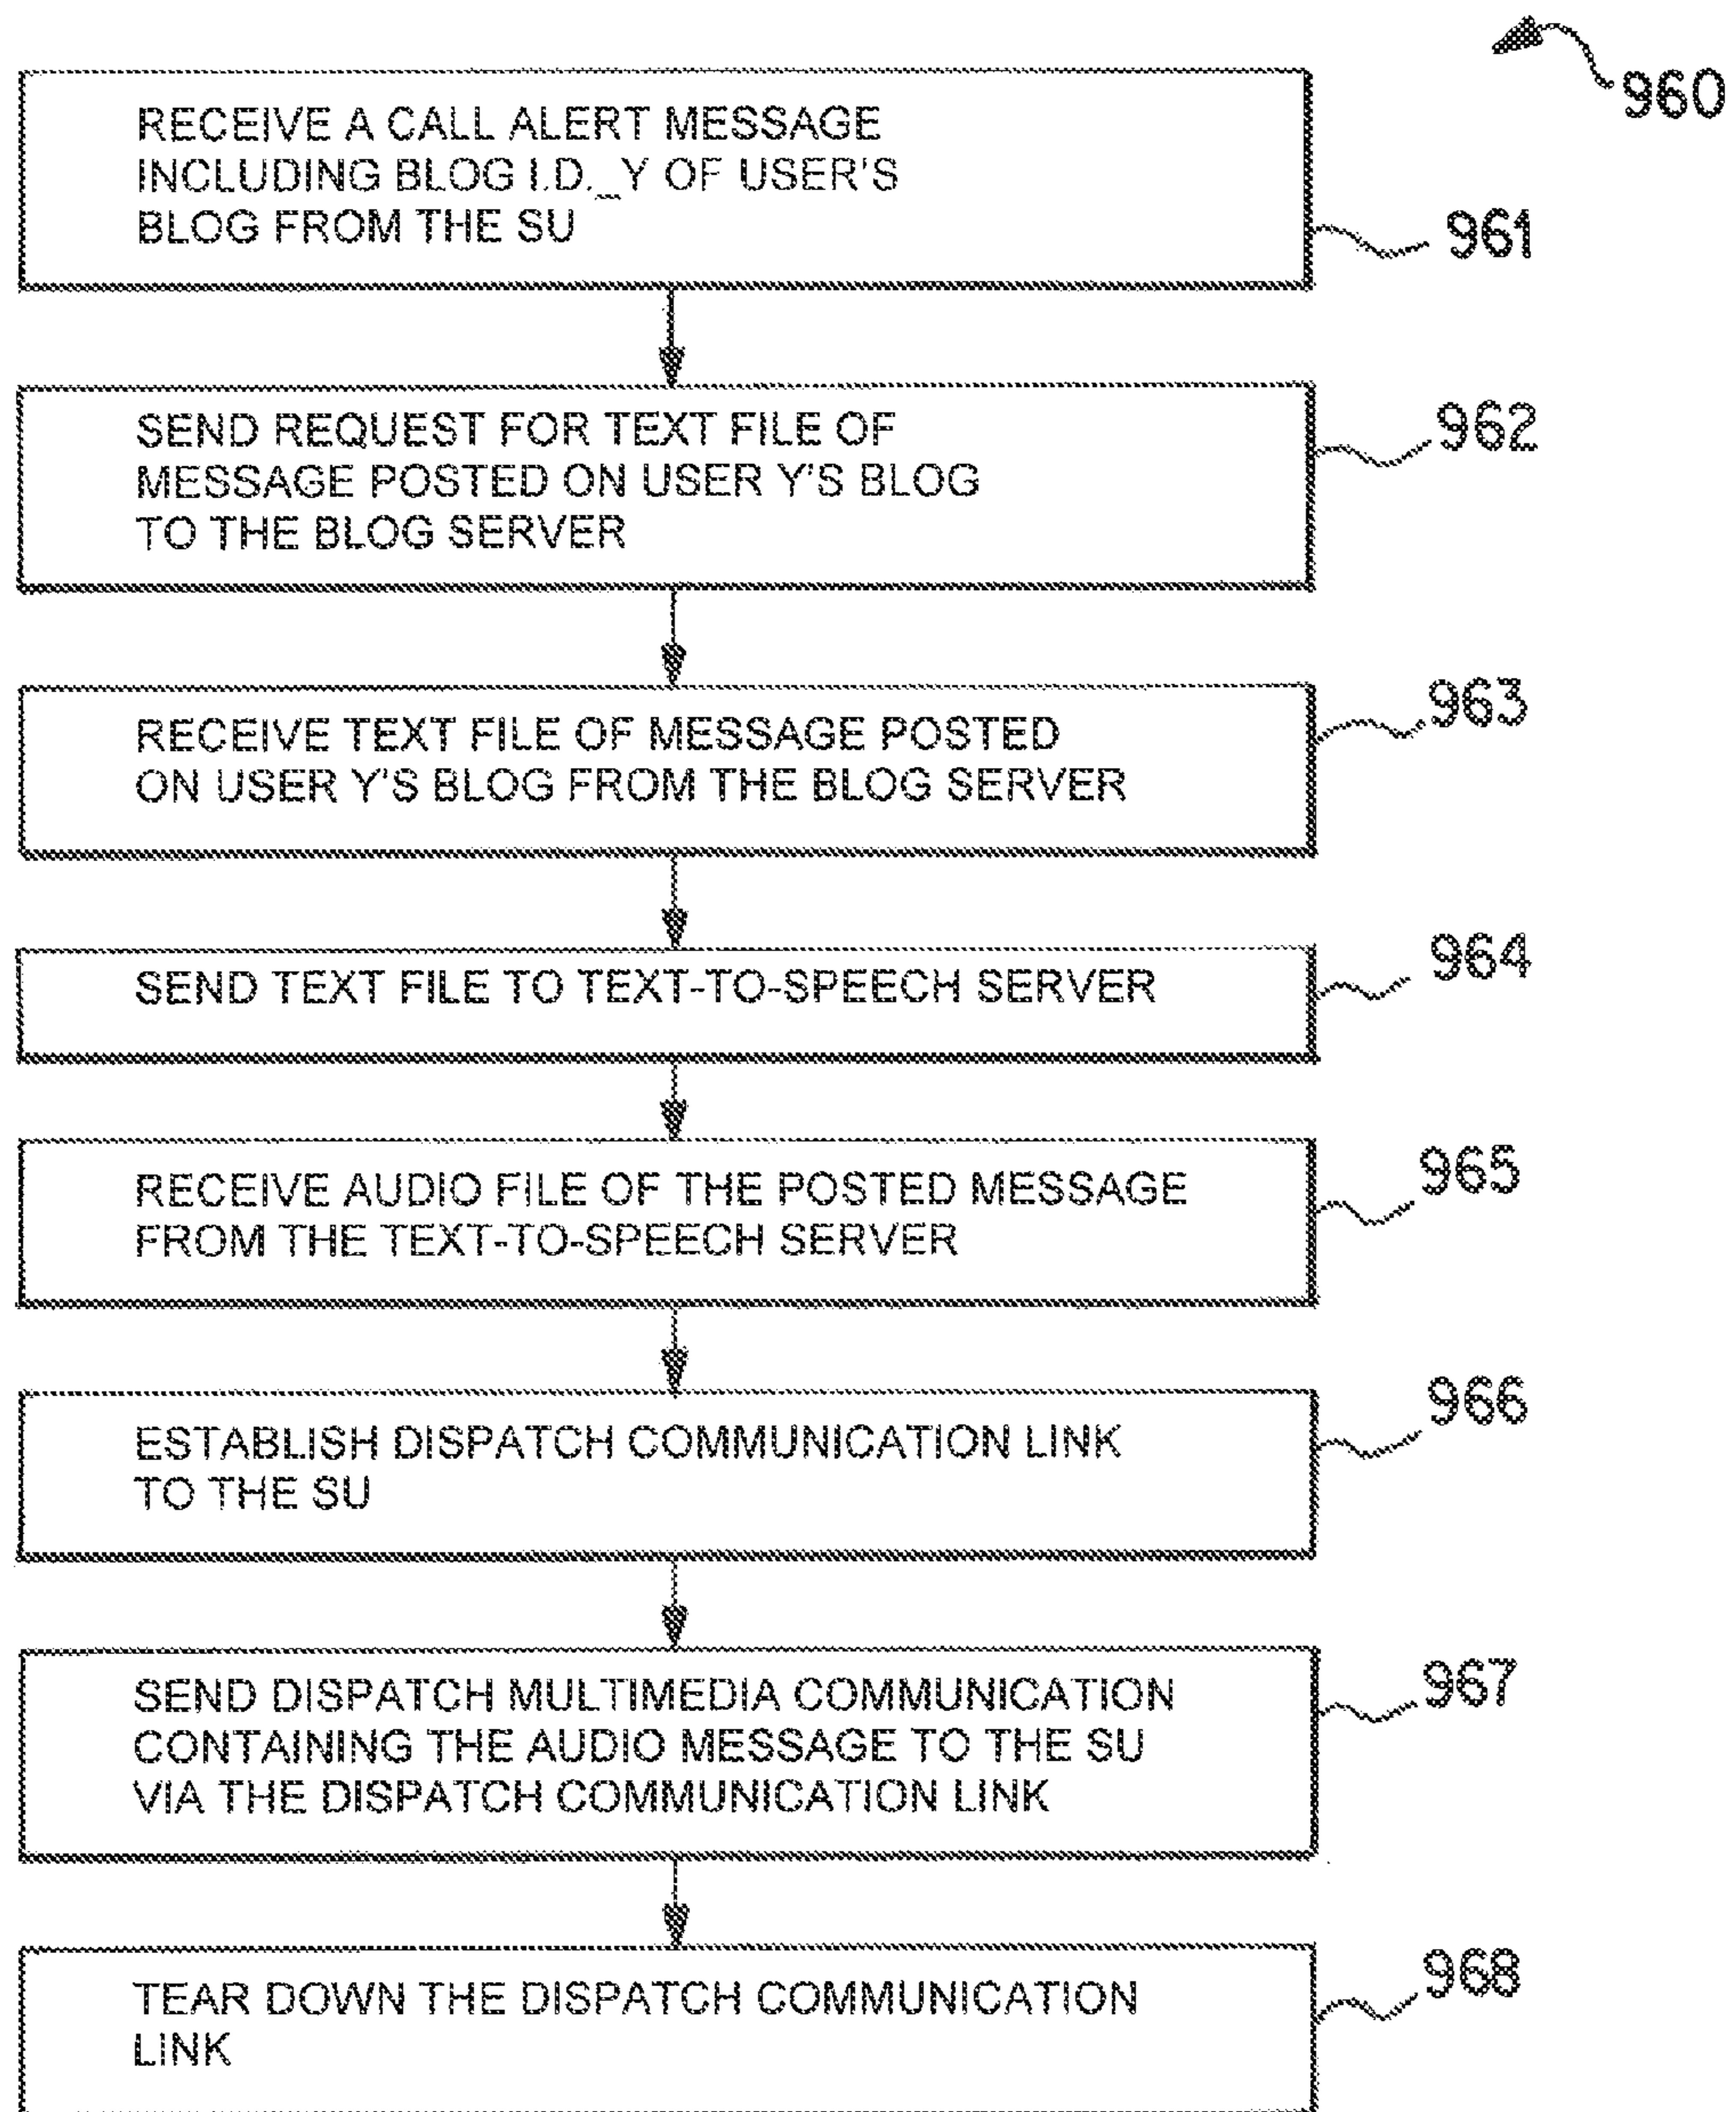 960
RECEIVE A CALL ALERT MESSAGE
INCLUDING BLOG I.D._Y OF USER'S
BLOG FROM THE SU
961
SEND REQUEST FOR TEXT FILE OF
MESSAGE POSTED ON USER Y'S BLOG
TO THE BLOG SERVER
962
RECEIVE TEXT FILE OF MESSAGE POSTED
ON USER Y'S BLOG FROM THE BLOG SERVER
963
SEND TEXT FILE TO TEXT-TO-SPEECH SERVER
964
RECEIVE AUDIO FILE OF THE POSTED MESSAGE
FROM THE TEXT-TO-SPEECH SERVER
965
ESTABLISH DISPATCH COMMUNICATION LINK
TO THE SU
966
SEND DISPATCH MULTIMEDIA COMMUNICATION
CONTAINING THE AUDIO MESSAGE TO THE SU
VIA THE DISPATCH COMMUNICATION LINK
967
TEAR DOWN THE DISPATCH COMMUNICATION
LINK
968